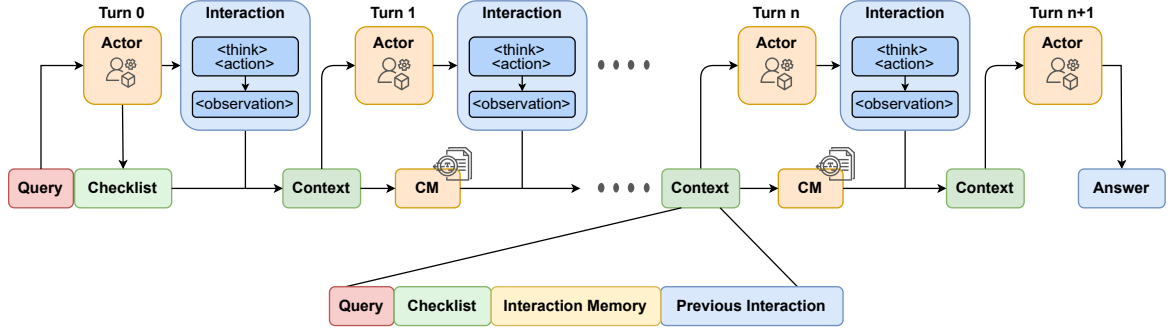 Turn 0
Interaction
Turn 1
Interaction
Turn n
Interaction
Turn n+1
Actor
<think>
<action>
<observation>
Actor
<think>
<action>
<observation>
Actor
<think>
<action>
<observation>
Actor
Query
Checklist
Context
CM
Context
CM
Context
Answer
Query
Checklist
Interaction Memory
Previous Interaction